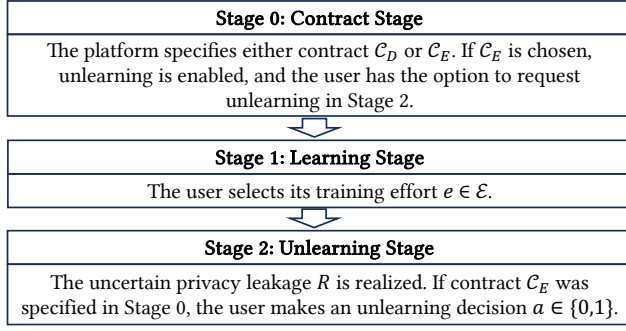 Stage 0: Contract Stage
The platform specifies either contract 𝒞_D or 𝒞_E. If 𝒞_E is chosen,
unlearning is enabled, and the user has the option to request
unlearning in Stage 2.
Stage 1: Learning Stage
The user selects its training effort e ∈ ℰ.
Stage 2: Unlearning Stage
The uncertain privacy leakage R is realized. If contract 𝒞_E was
specified in Stage 0, the user makes an unlearning decision a ∈ {0,1}.